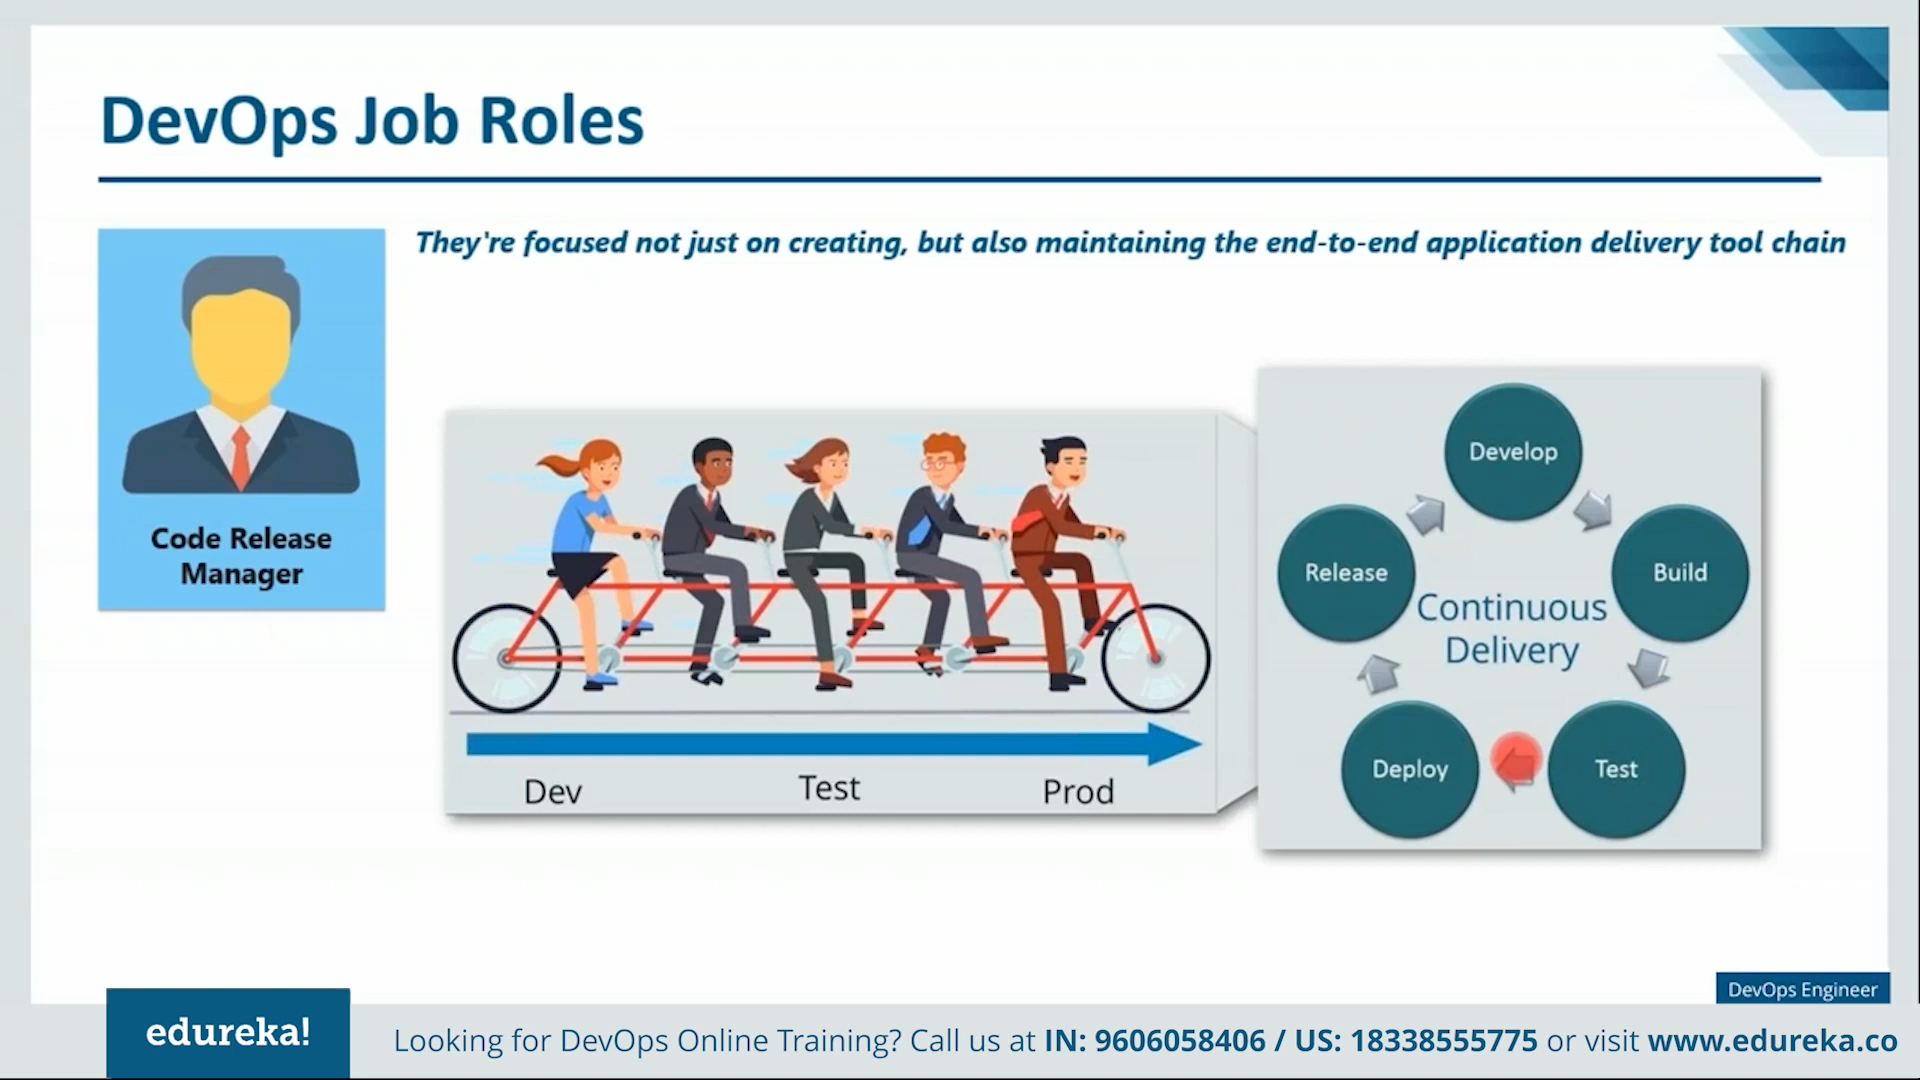 DevOps Job Roles
They're focused not just on creating, but also maintaining the end-to-end application delivery tool chain
Code Release
Manager
Dev
Test
Prod
Develop
Build
Test
Deploy
Release
Continuous
Delivery
DevOps Engineer
edureka!
Looking for DevOps Online Training? Call us at IN: 9606058406 / US: 18338555775 or visit www.edureka.co